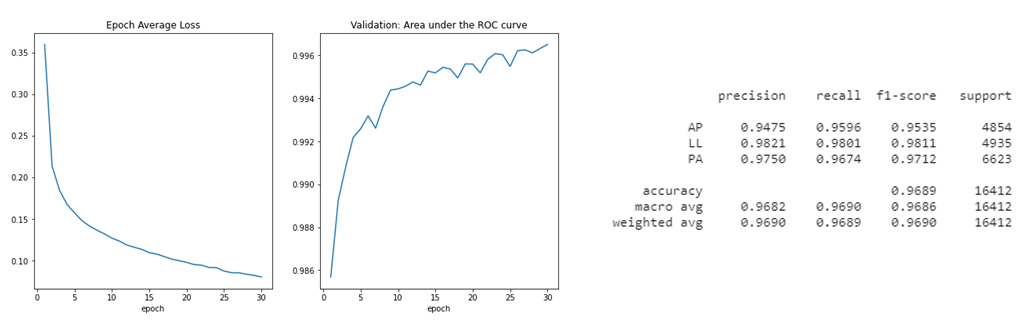 Epoch Average Loss
0.35
0.30
0.25
0.20
0.15
0.10
0 5 10 15 20 25 30
epoch
Validation: Area under the ROC curve
0.996
0.994
0.992
0.990
0.988
0.986
0 5 10 15 20 25 30
epoch
precision recall f1-score support
AP 0.9475 0.9596 0.9535 4854
LL 0.9821 0.9801 0.9811 4935
PA 0.9750 0.9674 0.9712 6623
accuracy 0.9689 16412
macro avg 0.9682 0.9690 0.9686 16412
weighted avg 0.9690 0.9689 0.9690 16412